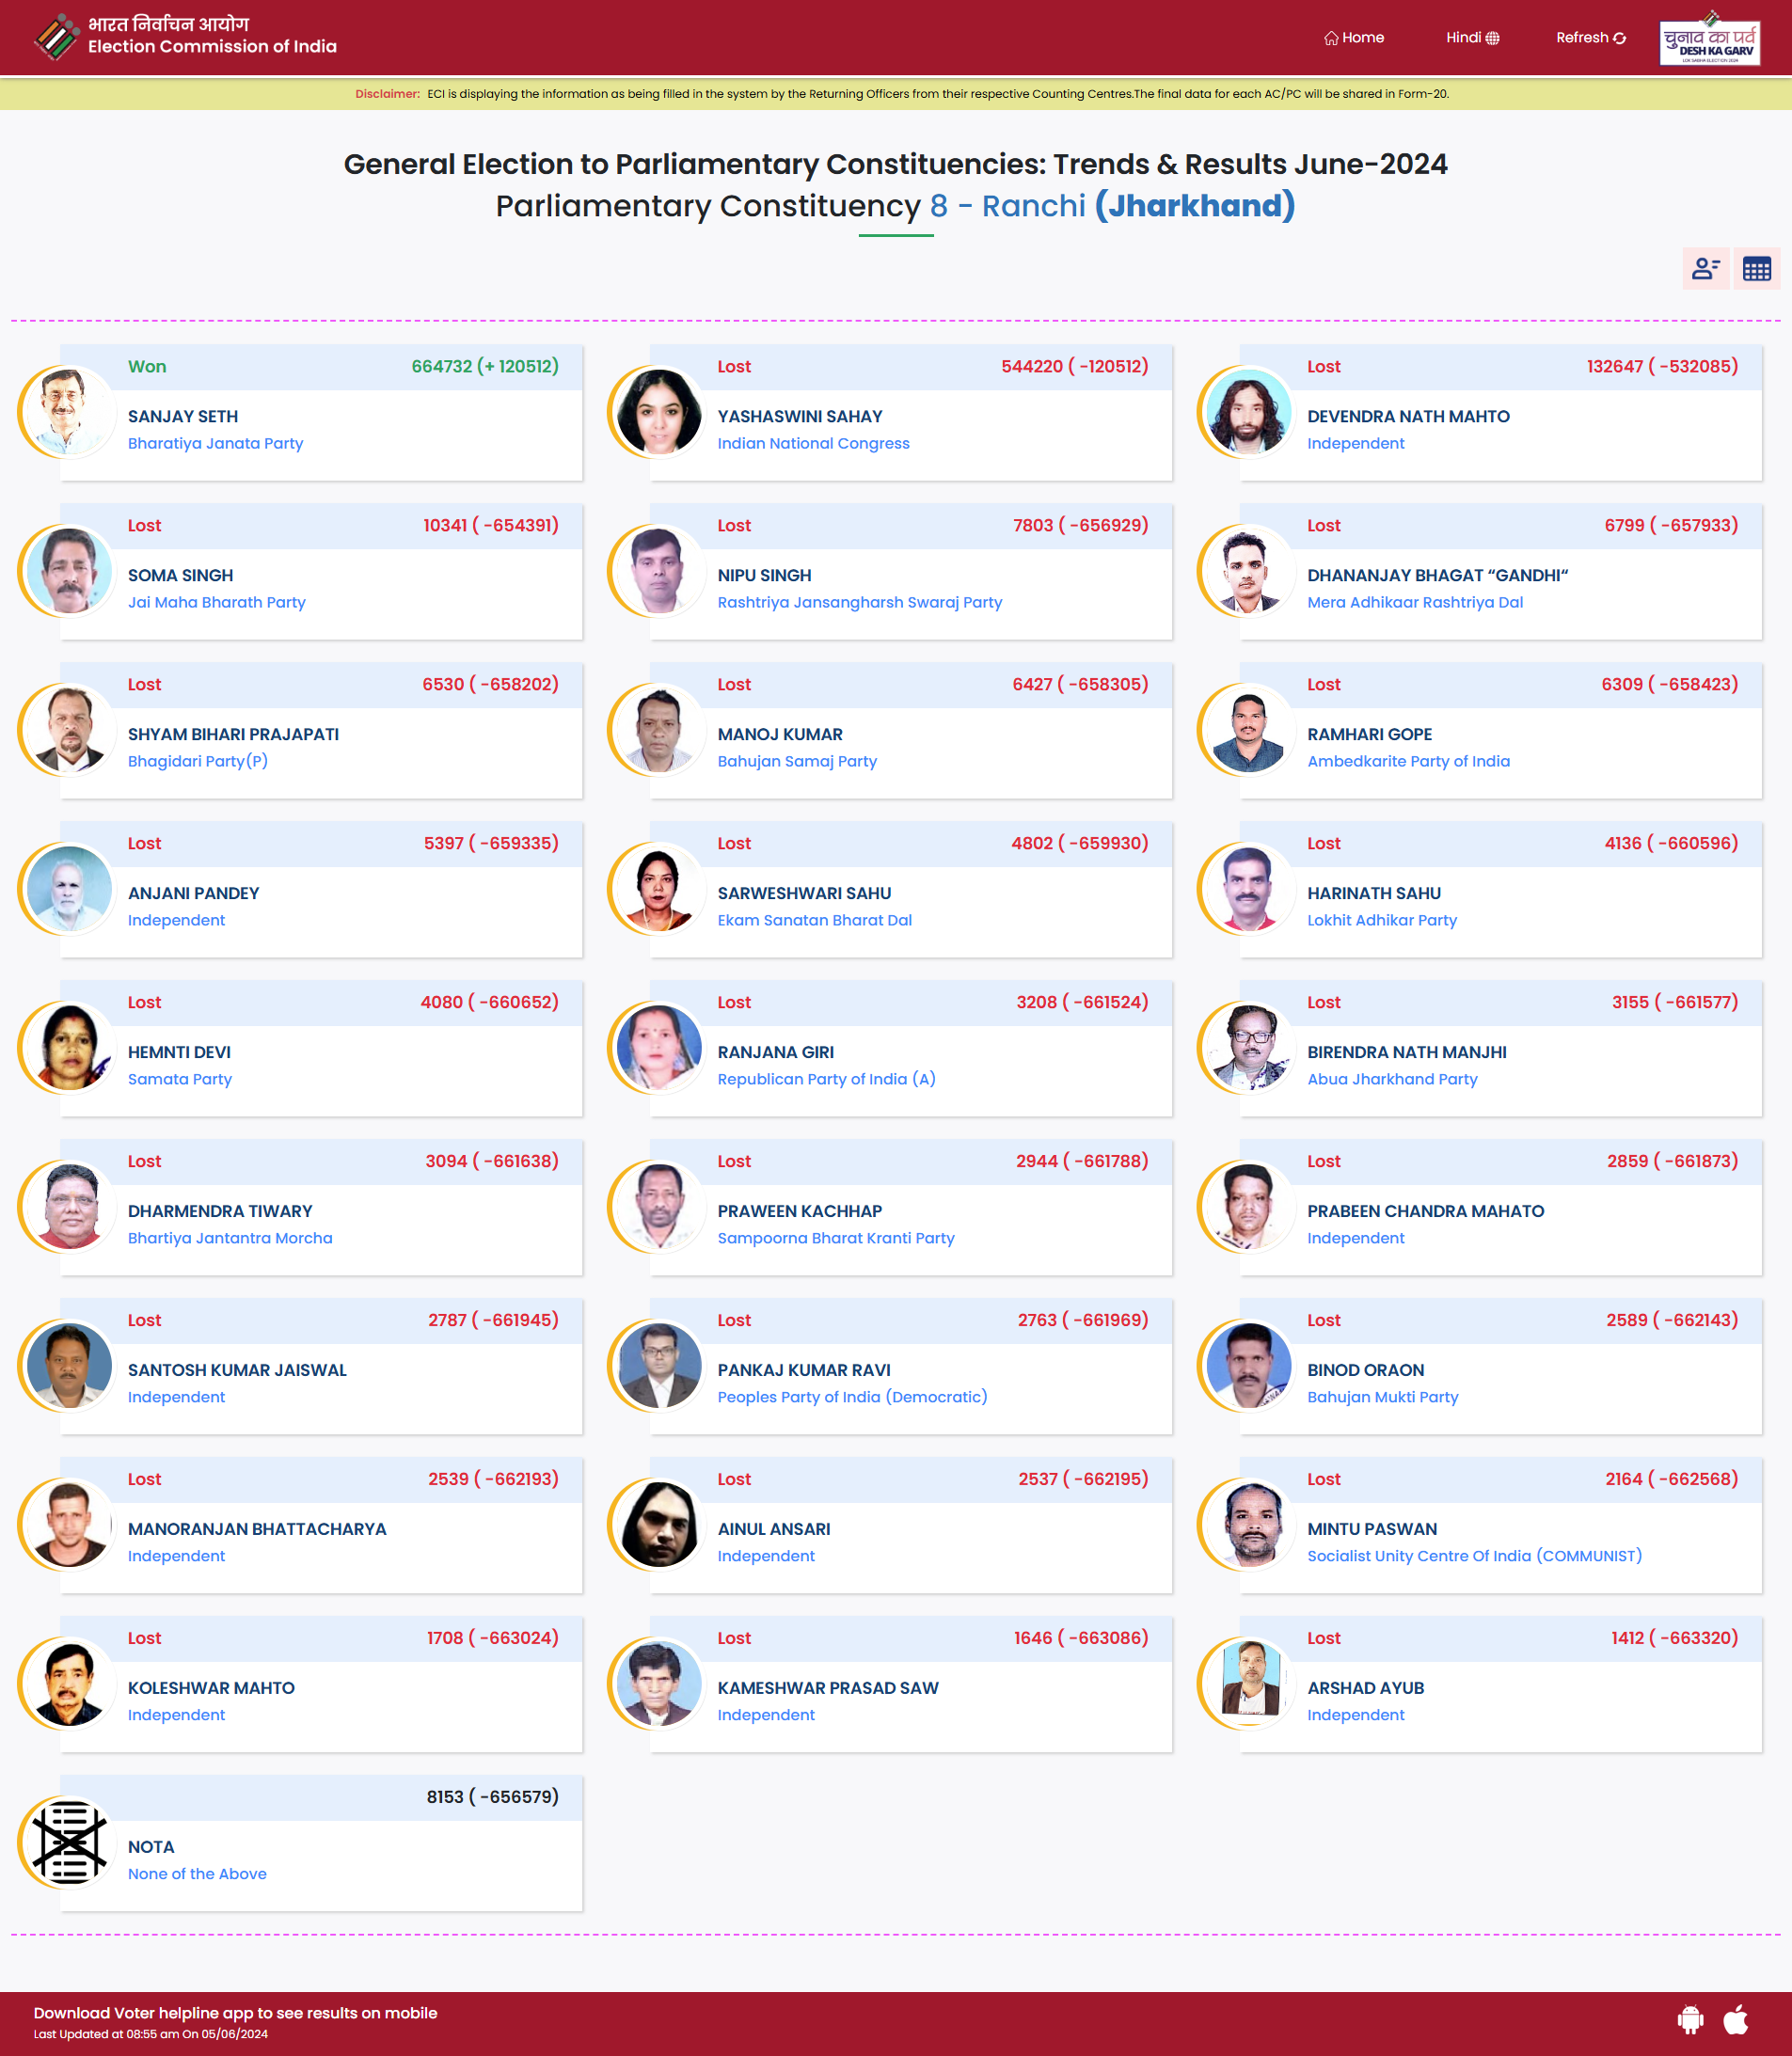 भारत निर्वाचन आयोग
Election Commission of India
Home
Hindi
Refresh
चुनाव का पर्व
DESH KA GARV
LOK SABHA ELECTION 2024
Disclaimer: ECI is displaying the information as being filled in the system by the Returning Officers from their respective Counting Centres.The final data for each AC/PC will be shared in Form-20.
General Election to Parliamentary Constituencies: Trends & Results June-2024
Parliamentary Constituency 8 - Ranchi (Jharkhand)
Won 664732 (+ 120512)
SANJAY SETH
Bharatiya Janata Party
Lost 544220 ( -120512)
YASHASWINI SAHAY
Indian National Congress
Lost 132647 ( -532085)
DEVENDRA NATH MAHTO
Independent
Lost 10341 ( -654391)
SOMA SINGH
Jai Maha Bharath Party
Lost 7803 ( -656929)
NIPU SINGH
Rashtriya Jansangharsh Swaraj Party
Lost 6799 ( -657933)
DHANANJAY BHAGAT “GANDHI“
Mera Adhikaar Rashtriya Dal
Lost 6530 ( -658202)
SHYAM BIHARI PRAJAPATI
Bhagidari Party(P)
Lost 6427 ( -658305)
MANOJ KUMAR
Bahujan Samaj Party
Lost 6309 ( -658423)
RAMHARI GOPE
Ambedkarite Party of India
Lost 5397 ( -659335)
ANJANI PANDEY
Independent
Lost 4802 ( -659930)
SARWESHWARI SAHU
Ekam Sanatan Bharat Dal
Lost 4136 ( -660596)
HARINATH SAHU
Lokhit Adhikar Party
Lost 4080 ( -660652)
HEMNTI DEVI
Samata Party
Lost 3208 ( -661524)
RANJANA GIRI
Republican Party of India (A)
Lost 3155 ( -661577)
BIRENDRA NATH MANJHI
Abua Jharkhand Party
Lost 3094 ( -661638)
DHARMENDRA TIWARY
Bhartiya Jantantra Morcha
Lost 2944 ( -661788)
PRAWEEN KACHHAP
Sampoorna Bharat Kranti Party
Lost 2859 ( -661873)
PRABEEN CHANDRA MAHATO
Independent
Lost 2787 ( -661945)
SANTOSH KUMAR JAISWAL
Independent
Lost 2763 ( -661969)
PANKAJ KUMAR RAVI
Peoples Party of India (Democratic)
Lost 2589 ( -662143)
BINOD ORAON
Bahujan Mukti Party
Lost 2539 ( -662193)
MANORANJAN BHATTACHARYA
Independent
Lost 2537 ( -662195)
AINUL ANSARI
Independent
Lost 2164 ( -662568)
MINTU PASWAN
Socialist Unity Centre Of India (COMMUNIST)
Lost 1708 ( -663024)
KOLESHWAR MAHTO
Independent
Lost 1646 ( -663086)
KAMESHWAR PRASAD SAW
Independent
Lost 1412 ( -663320)
ARSHAD AYUB
Independent
8153 ( -656579)
NOTA
None of the Above
Download Voter helpline app to see results on mobile
Last Updated at 08:55 am On 05/06/2024